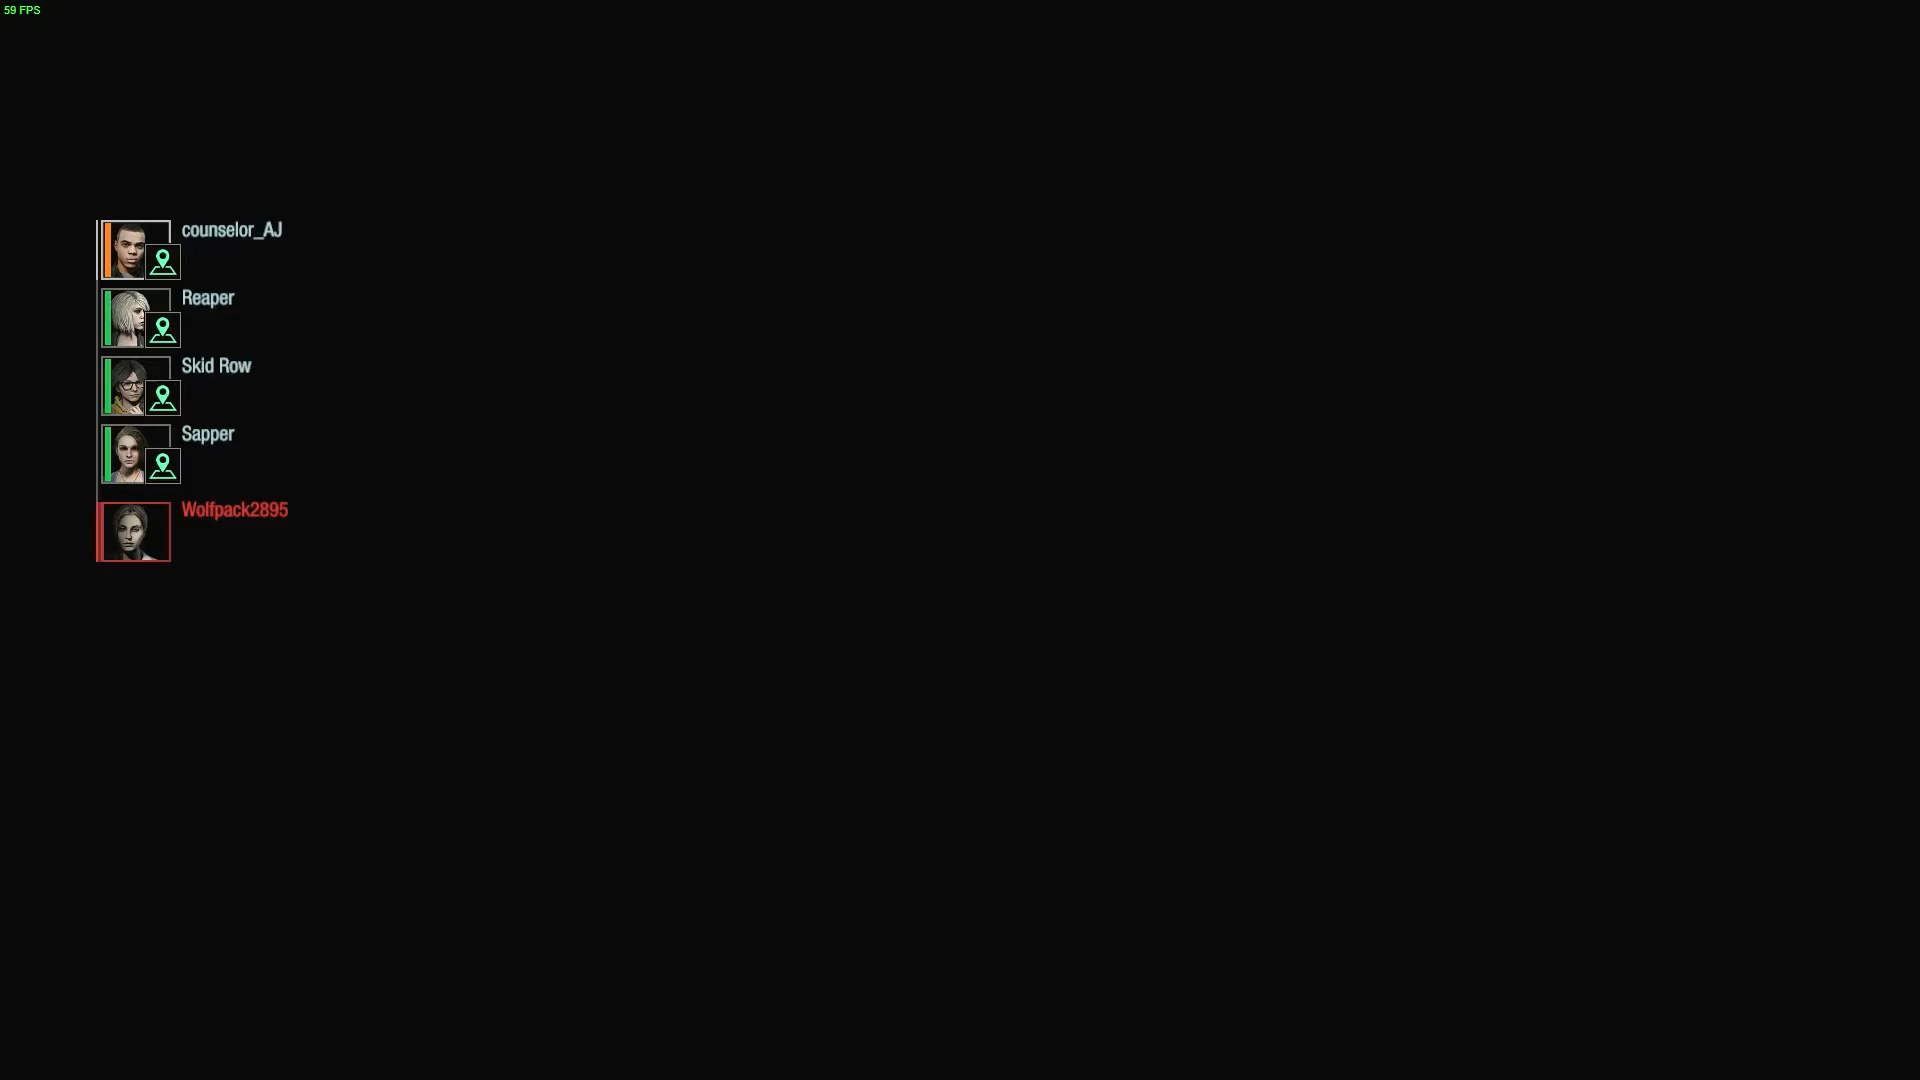 59 FPS
counselor_AJ
Reaper
Skid Row
Sapper
Wolfpack2895